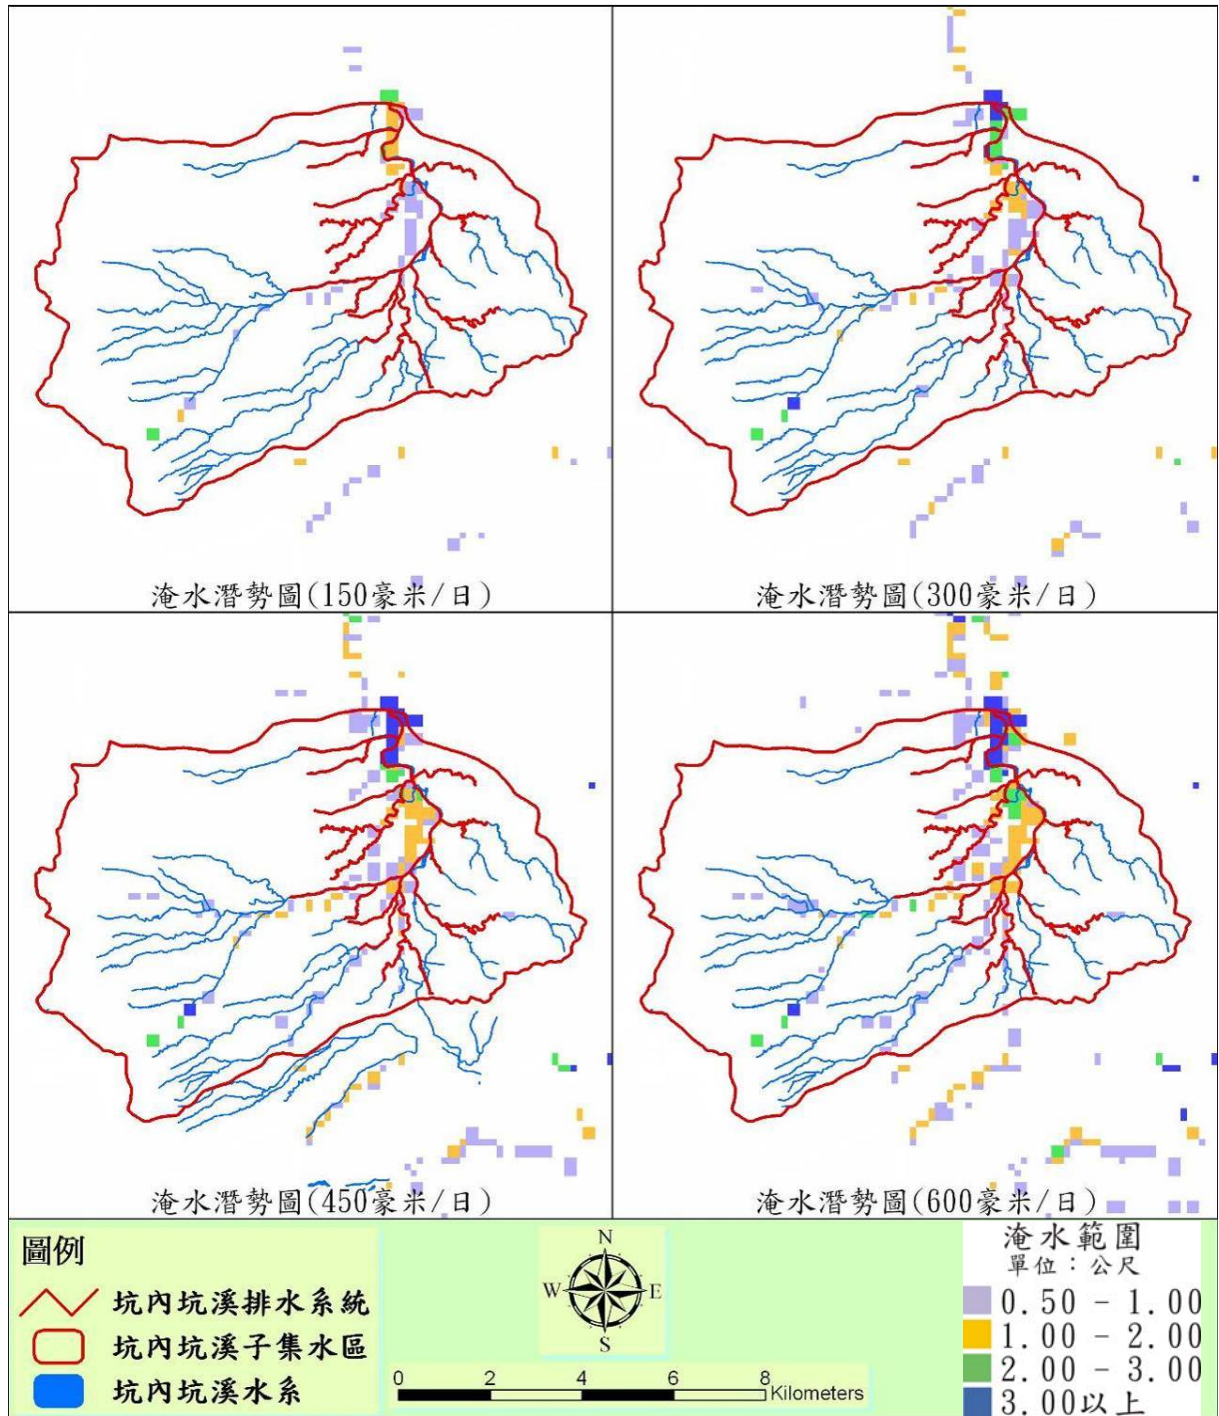 淹水潛勢圖(150豪米/日)
淹水潛勢圖(300豪米/日)
淹水潛勢圖(450豪米/日)
淹水潛勢圖(600豪米/日)
圖例
坑內坑溪排水系統
坑內坑溪子集水區
坑內坑溪水系
N
W E
S
0 2 4 6 8
Kilometers
淹水範圍
單位：公尺
0.50 - 1.00
1.00 - 2.00
2.00 - 3.00
3.00以上